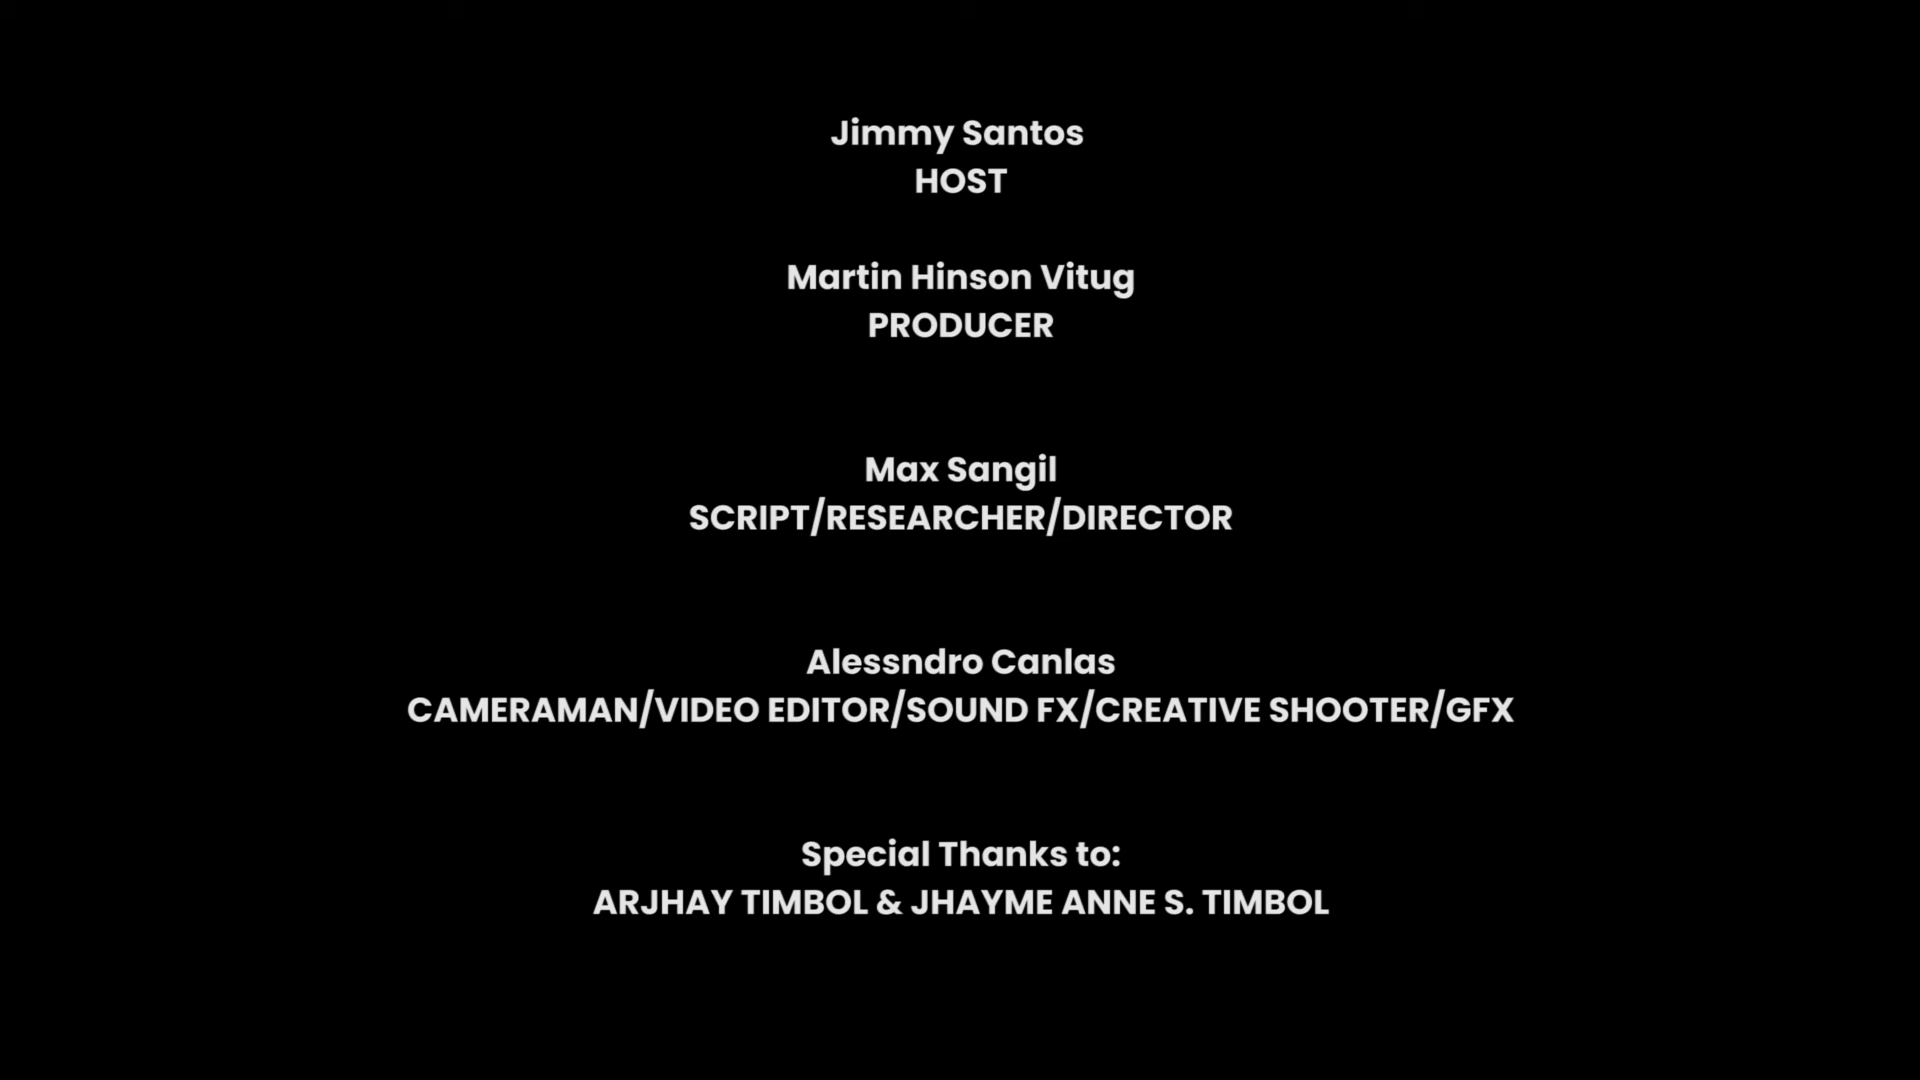 Jimmy Santos
HOST
Martin Hinson Vitug
PRODUCER
Max Sangil
SCRIPT/RESEARCHER/DIRECTOR
Alessndro Canlas
CAMERAMAN/VIDEO EDITOR/SOUND FX/CREATIVE SHOOTER/GFX
Special Thanks to:
ARJHAY TIMBOL & JHAYME ANNE S. TIMBOL